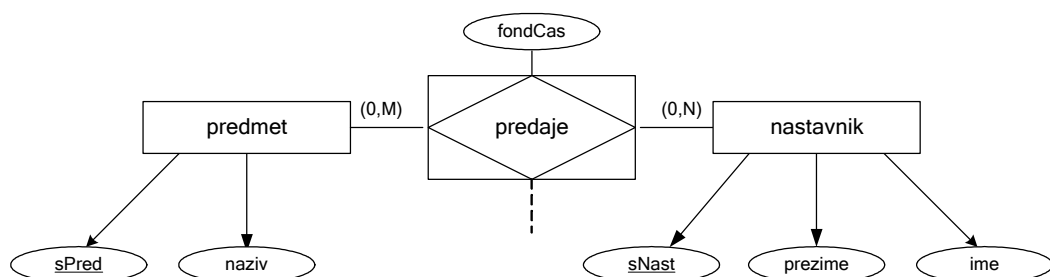 fondCas
(0,M)
(0,N)
predmet
predaje
nastavnik
sPred
naziv
sNast
prezime
ime